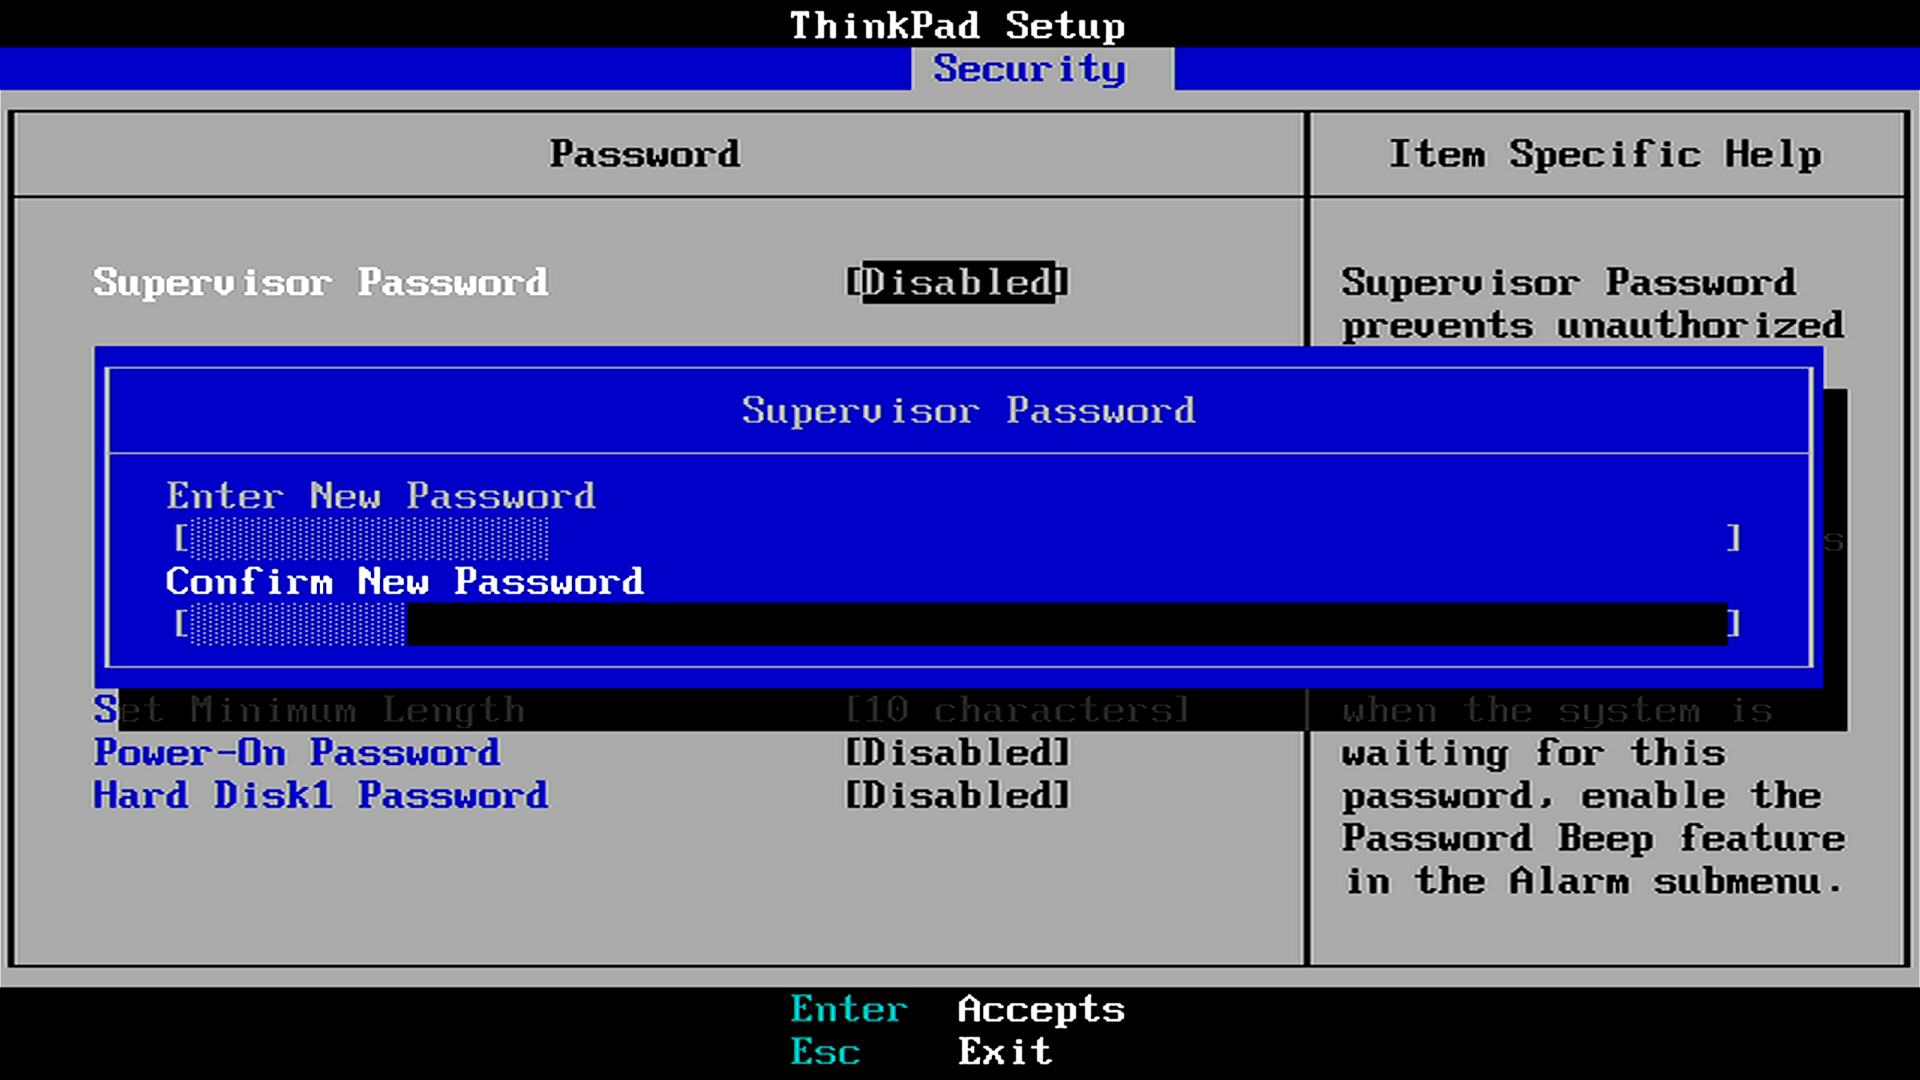 ThinkPad Setup
Security
Password
Item Specific Help
Supervisor Password [Disabled]
Supervisor Password
prevents unauthorized
Supervisor Password
Enter New Password
[ ]
s
Confirm New Password
[ ]
Set Minimum Length [10 characters]
when the system is
Power-On Password [Disabled]
waiting for this
Hard Disk1 Password [Disabled]
password, enable the
Password Beep feature
in the Alarm submenu.
Enter Accepts
Esc Exit